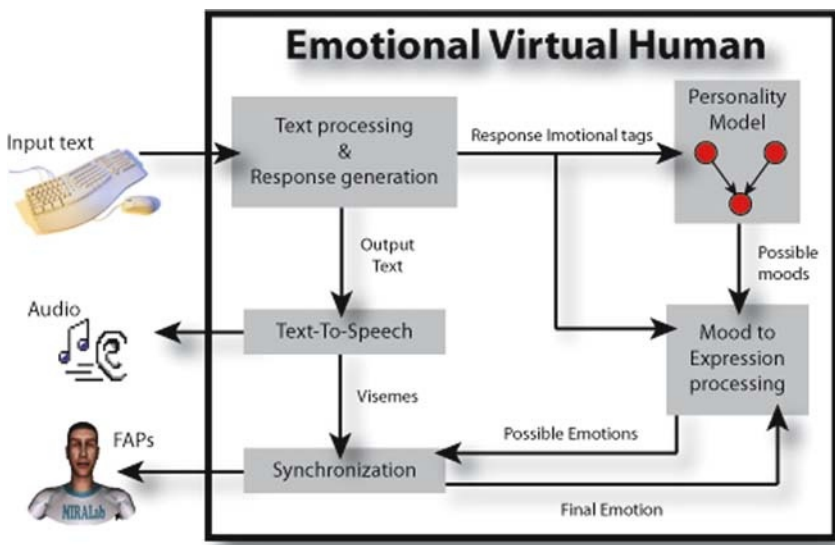 Emotional Virtual Human
Input text
Text processing
&
Response generation
Response Imotional tags
Personality
Model
Output
Text
Possible
moods
Audio
Text-To-Speech
Mood to
Expression
processing
Visemes
FAPs
Possible Emotions
Synchronization
Final Emotion
MIRALab